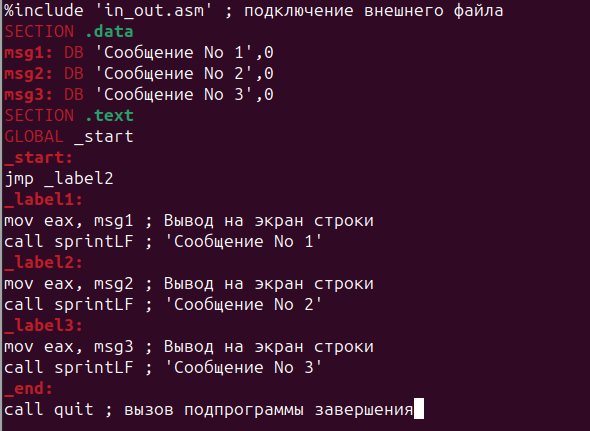 %include 'in_out.asm' ; подключение внешнего файла
SECTION .data
msg1: DB 'Сообщение No 1',0
msg2: DB 'Сообщение No 2',0
msg3: DB 'Сообщение No 3',0
SECTION .text
GLOBAL _start
_start:
jmp _label2
_label1:
mov eax, msg1 ; Вывод на экран строки
call sprintLF ; 'Сообщение No 1'
_label2:
mov eax, msg2 ; Вывод на экран строки
call sprintLF ; 'Сообщение No 2'
_label3:
mov eax, msg3 ; Вывод на экран строки
call sprintLF ; 'Сообщение No 3'
_end:
call quit ; вызов подпрограммы завершения